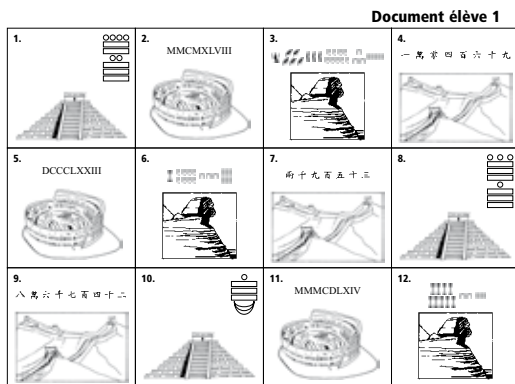 Document élève 1
1.
2.
MMCMXLVIII
3.
4.
一萬零四百六十九
5.
DCCCLXXIII
6.
7.
兩千九百五十三
8.
9.
八萬六千七百四十二
10.
11.
MMMCDLXIV
12.